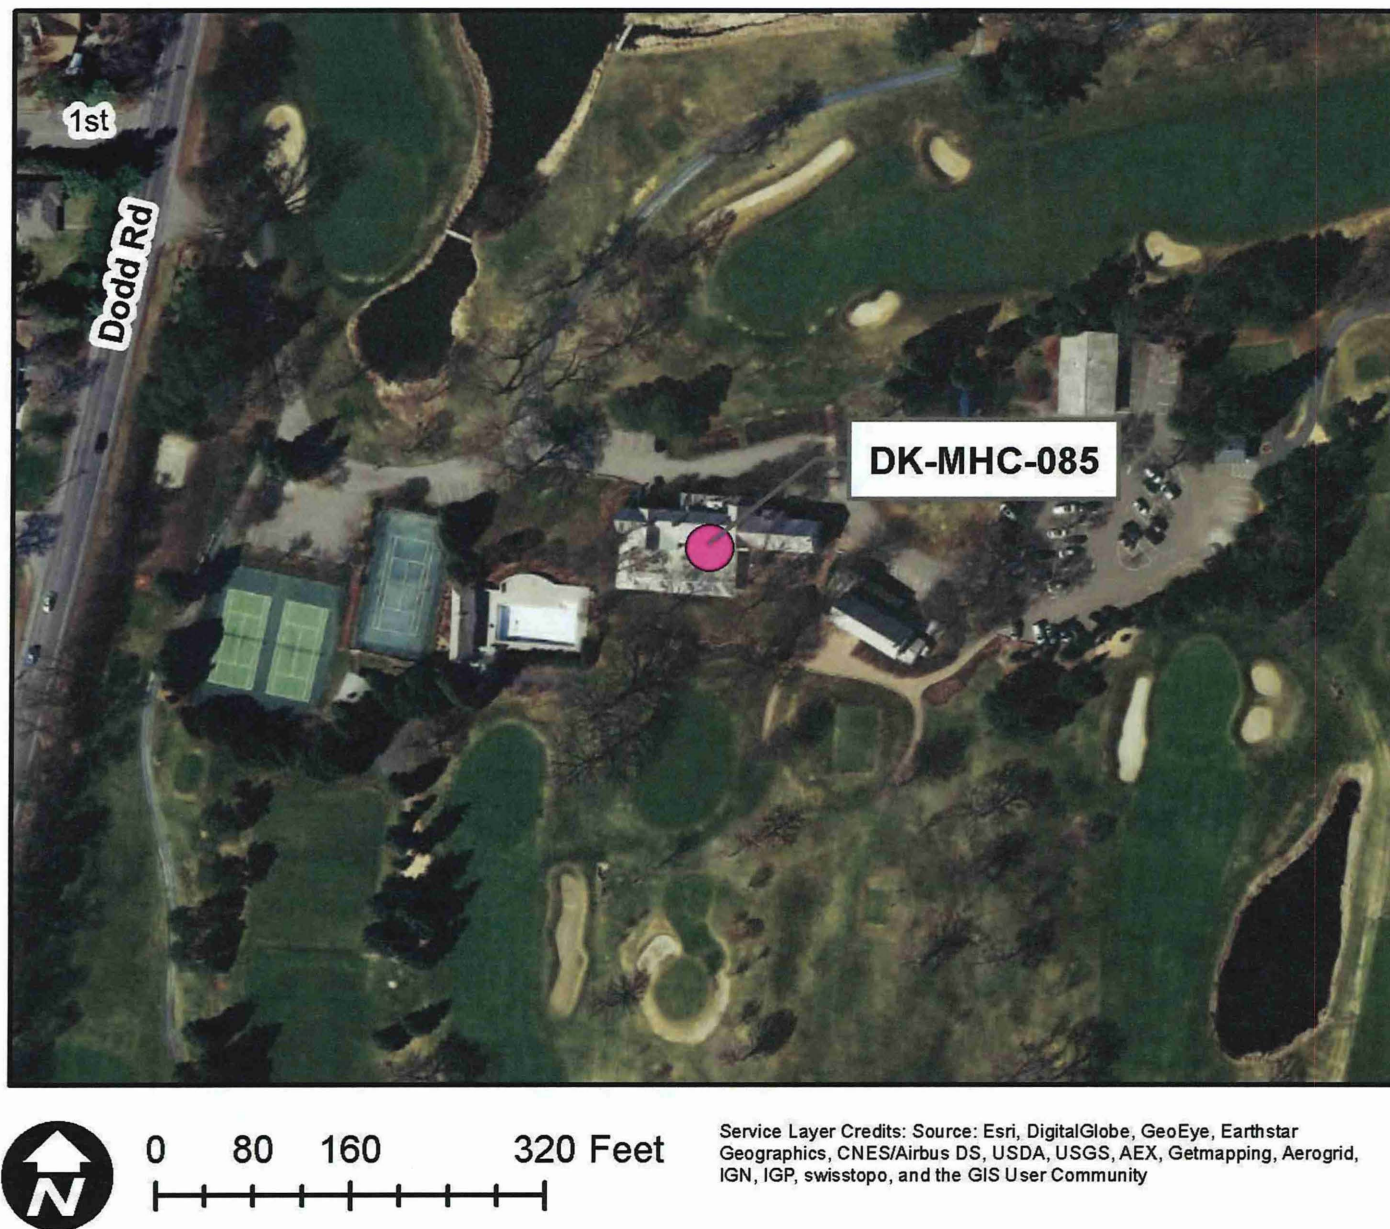 1st
Dodd Rd
DK-MHC-085
N
0 80 160 320 Feet
Service Layer Credits: Source: Esri, DigitalGlobe, GeoEye, Earthstar
Geographics, CNES/Airbus DS, USDA, USGS, AEX, Getmapping, Aerogrid,
IGN, IGP, swisstopo, and the GIS User Community